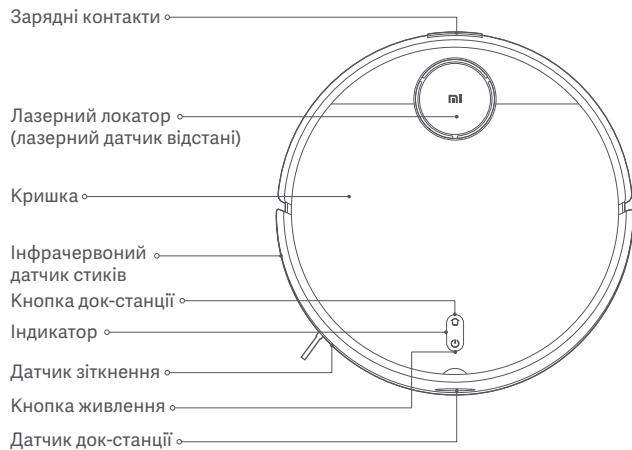 Зарядні контакти
Лазерний локатор
(лазерний датчик відстані)
Кришка
Інфрачервоний
датчик стиків
Кнопка док-станції
Індикатор
Датчик зіткнення
Кнопка живлення
Датчик док-станції
mi